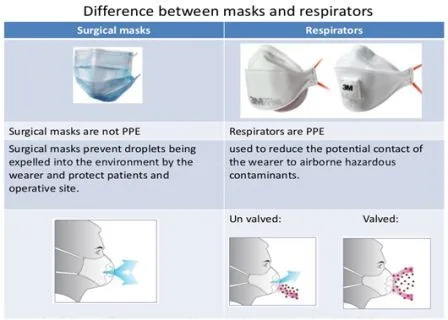 Difference between masks and respirators
Surgical masks
Respirators
3M
3M
Surgical masks are not PPE
Respirators are PPE
Surgical masks prevent droplets being
expelled into the environment by the
wearer and protect patients and
operative site.
used to reduce the potential contact of
the wearer to airborne hazardous
contaminants.
Un valved:
Valved: